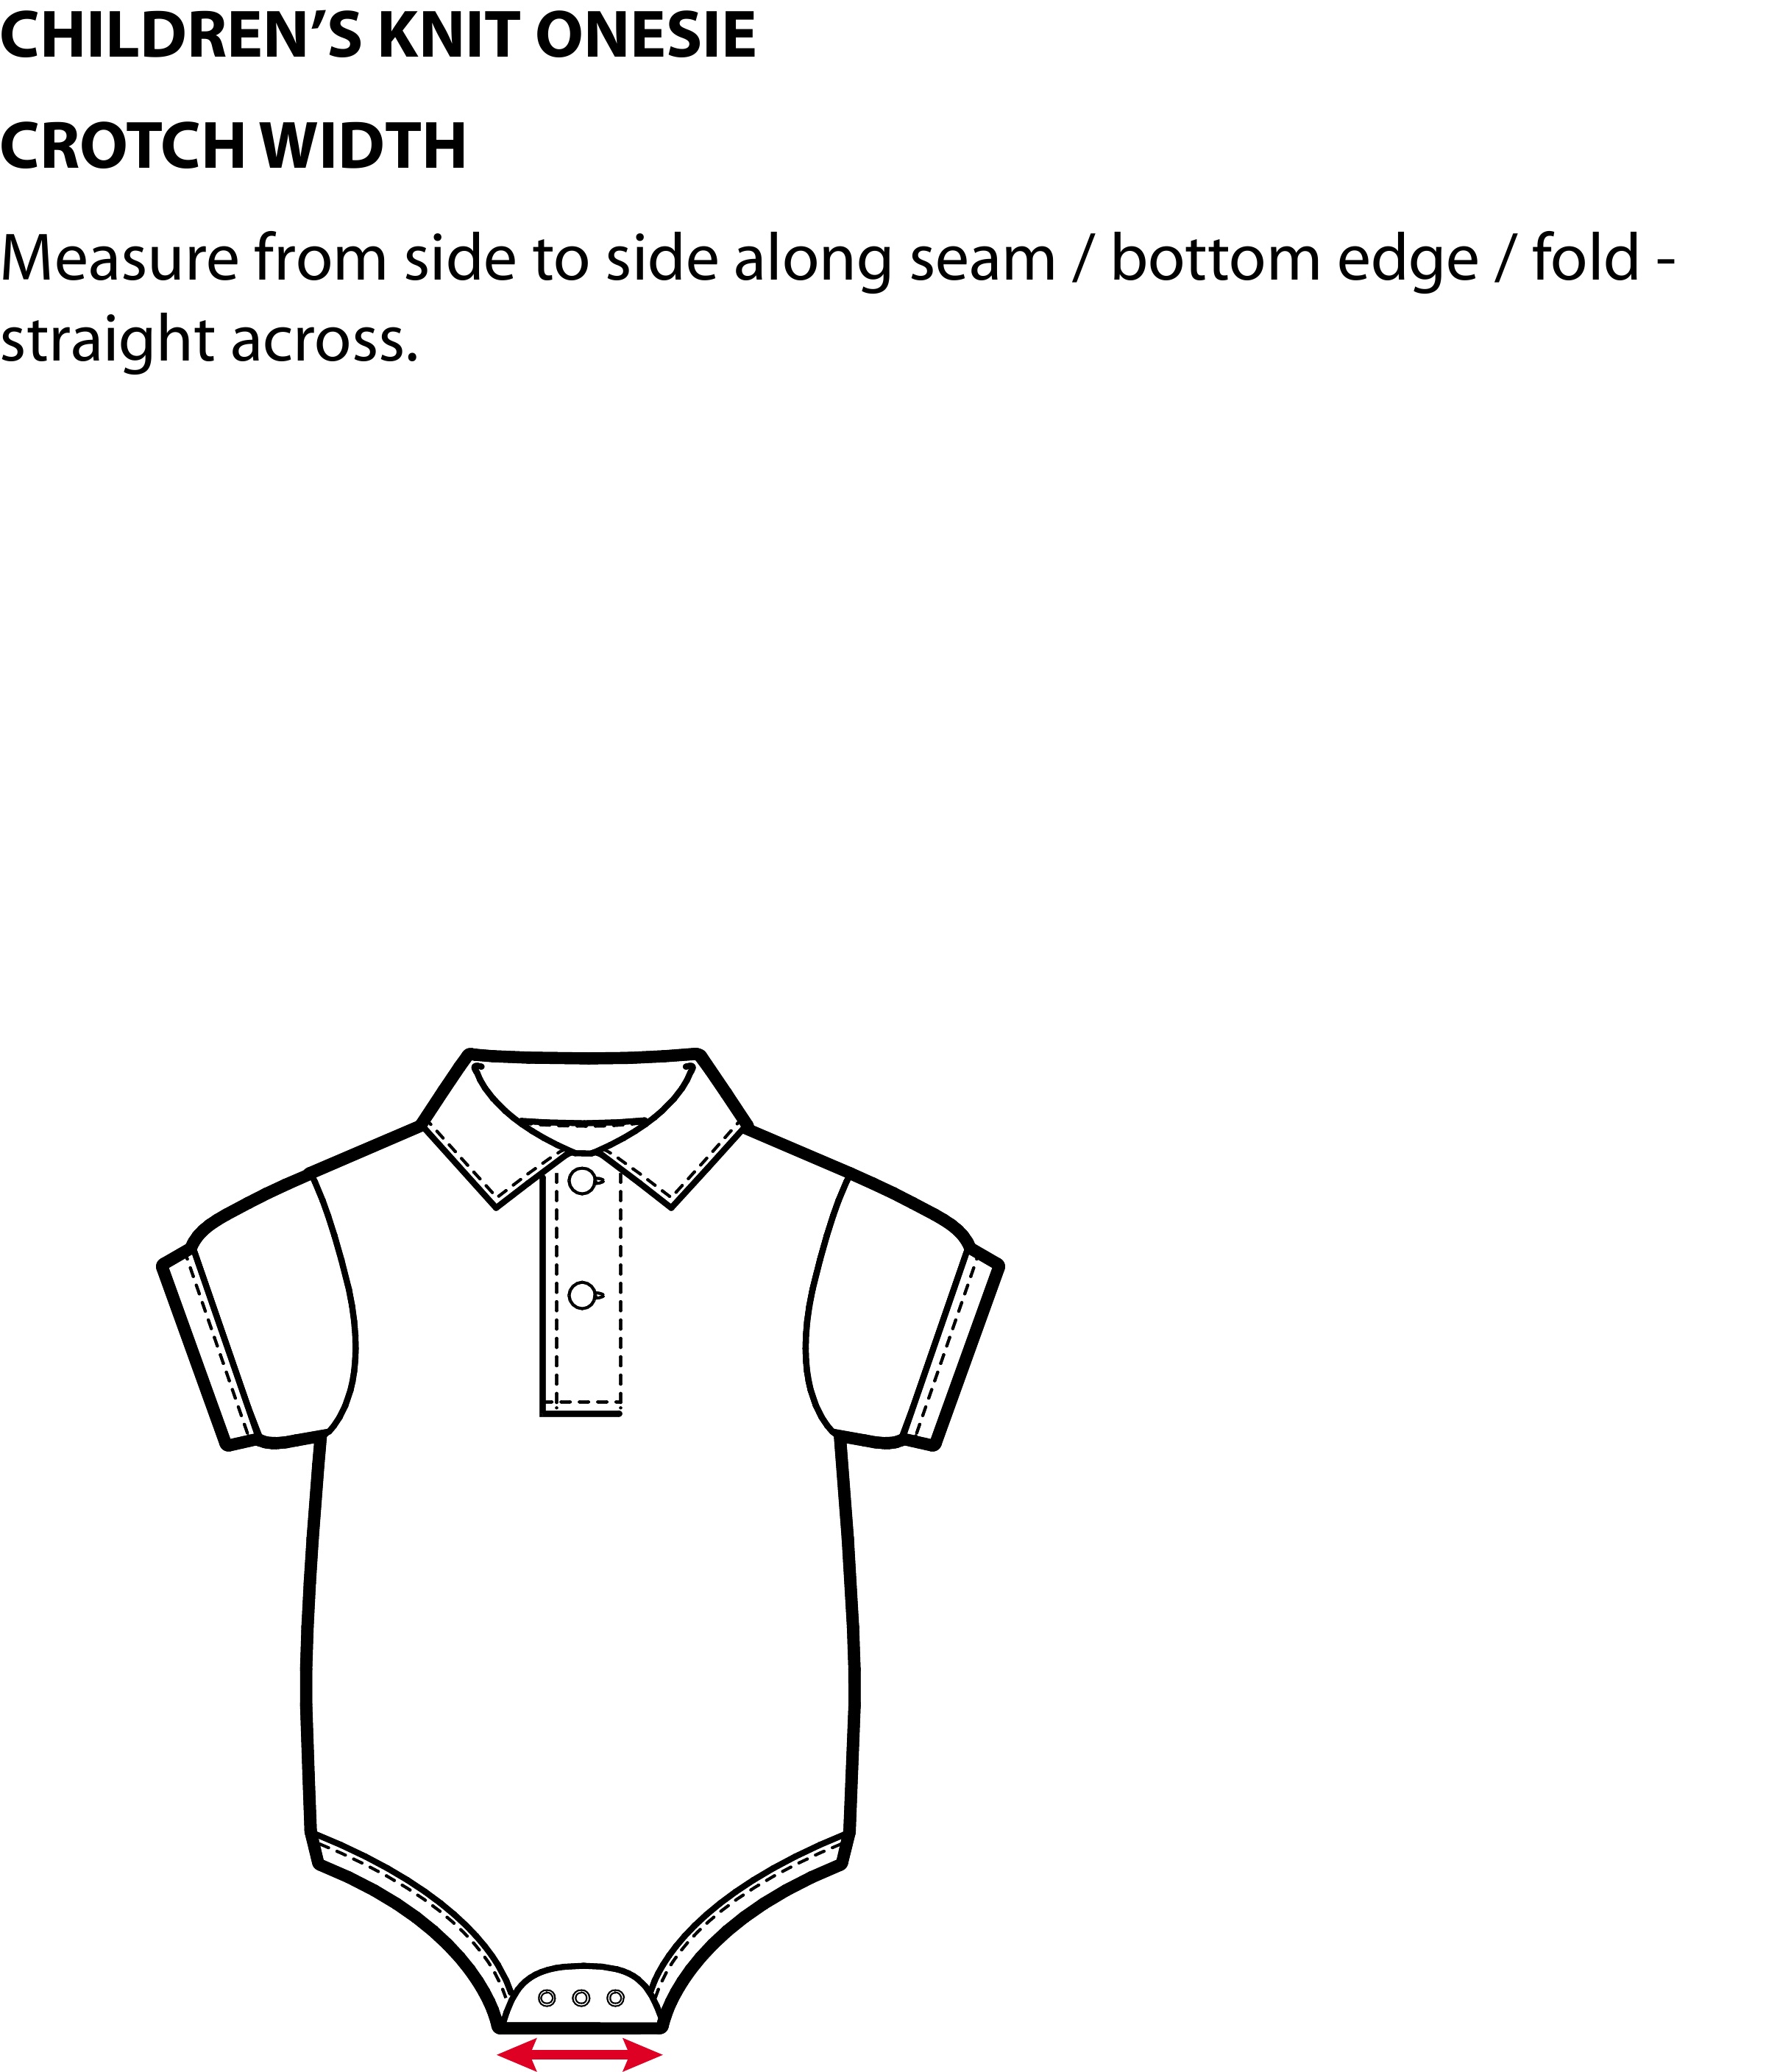 CHILDREN’S KNIT ONESIE
CROTCH WIDTH
Measure from side to side along seam / bottom edge / fold -
straight across.